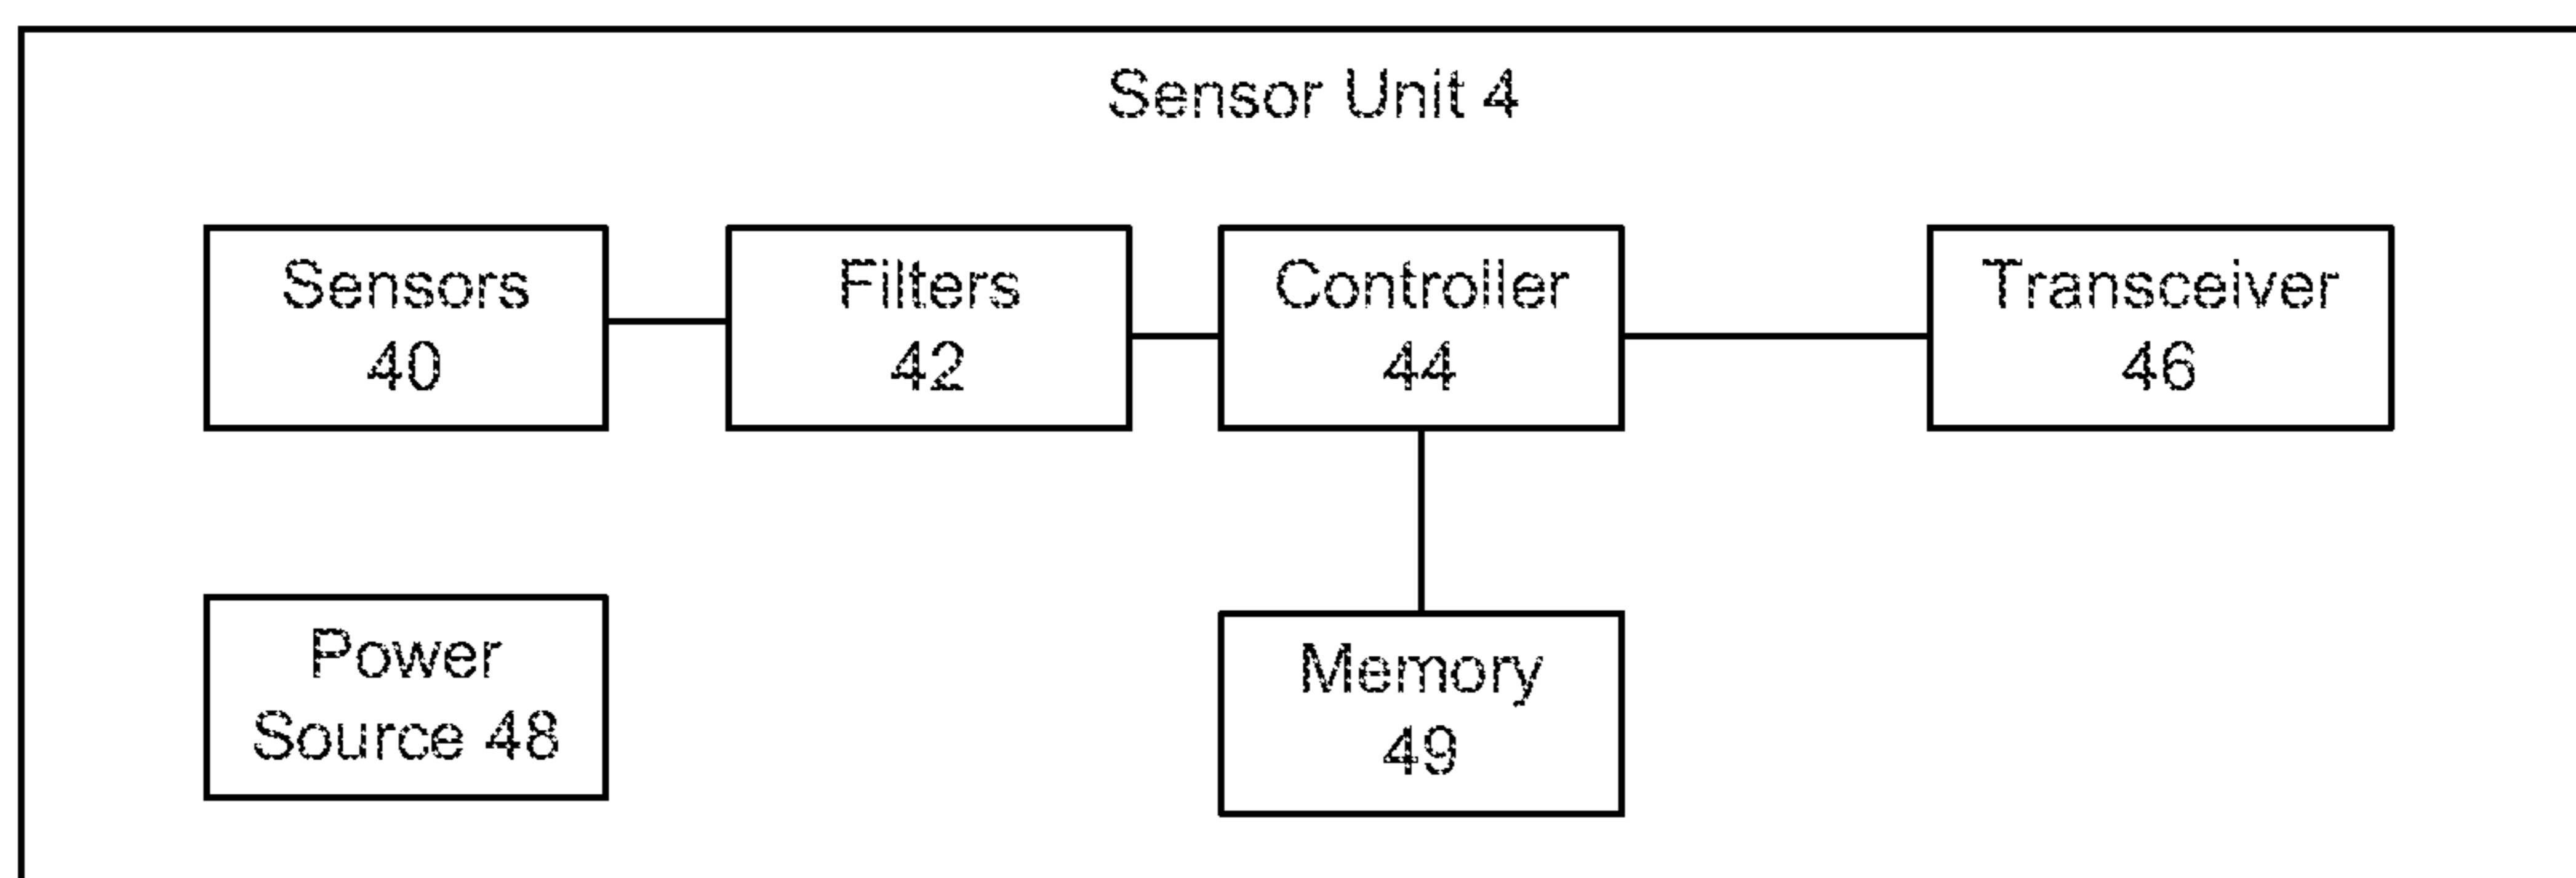 Sensor Unit 4
Sensors
40
Filters
42
Controller
44
Transceiver
46
Power
Source 48
Memory
49